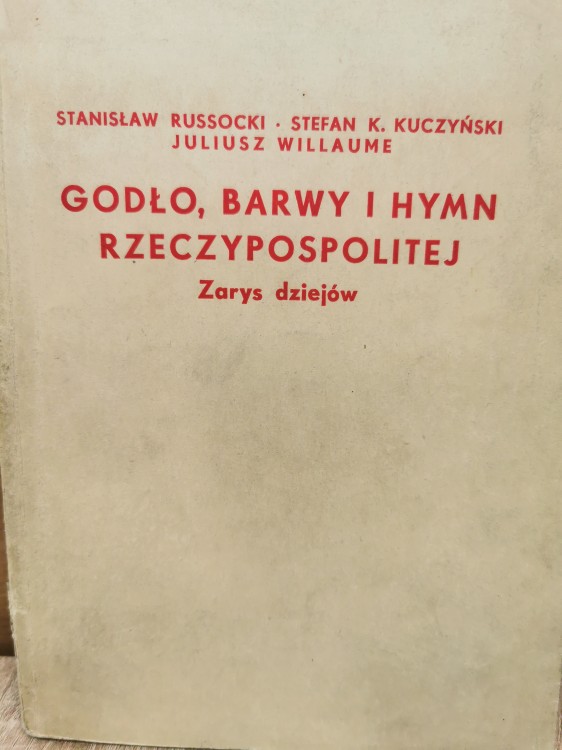 STANISŁAW RUSSOCKI · STEFAN K. KUCZYŃSKI
JULIUSZ WILLAUME
GODŁO, BARWY I HYMN
RZECZYPOSPOLITEJ
Zarys dziejów